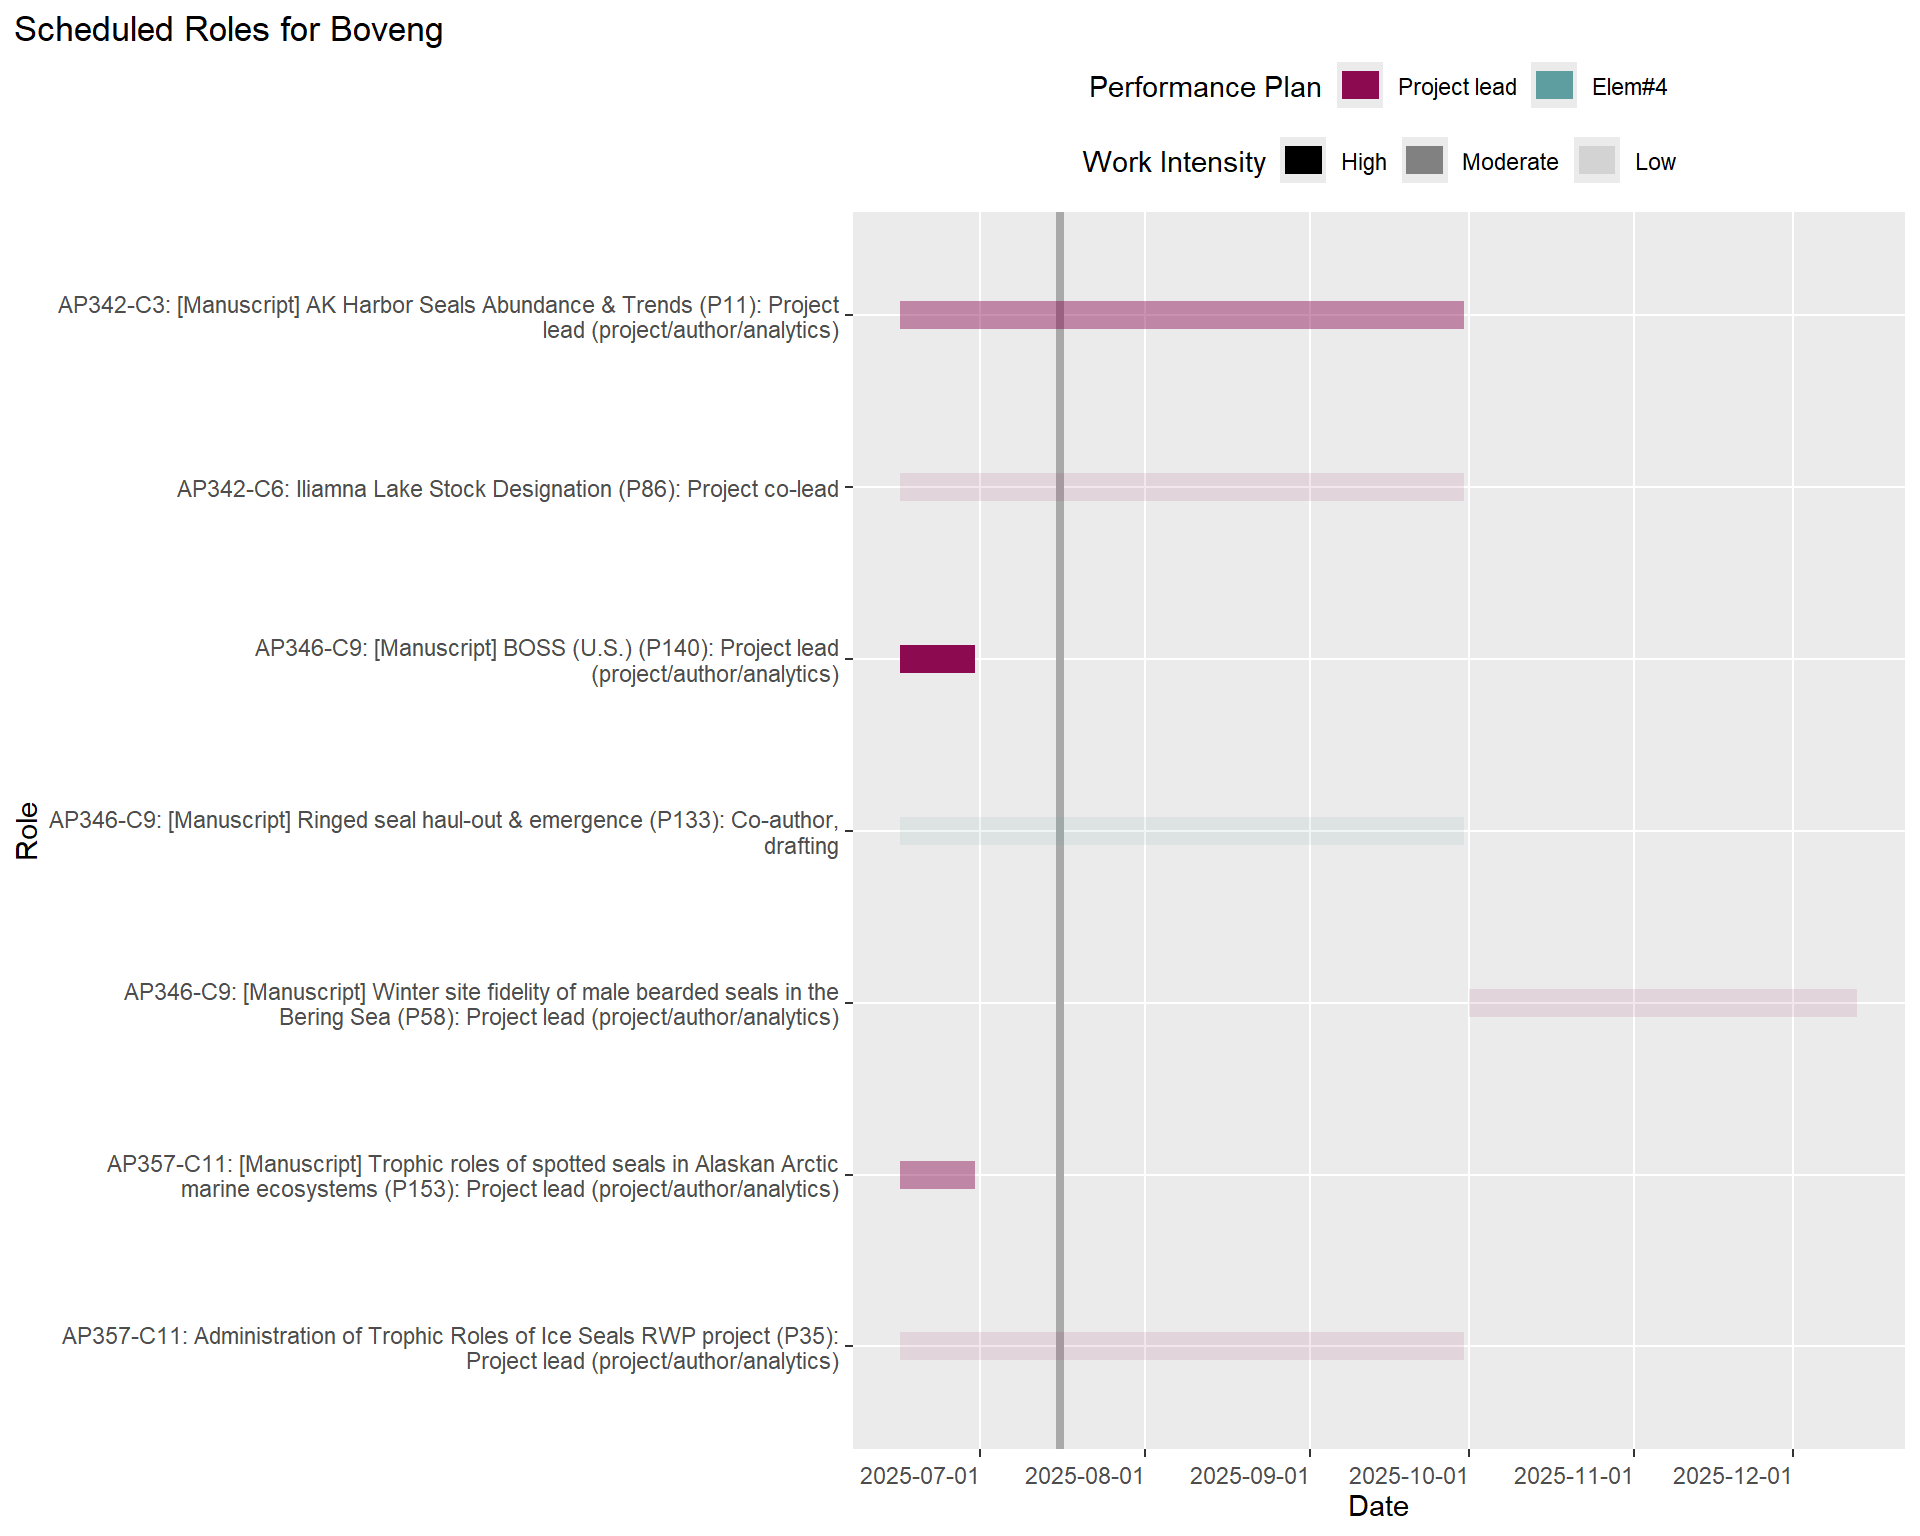 Scheduled Roles for Boveng
Performance Plan Project lead Elem#4
Work Intensity High Moderate Low
AP342-C3: [Manuscript] AK Harbor Seals Abundance & Trends (P11): Project
lead (project/author/analytics)
AP342-C6: Iliamna Lake Stock Designation (P86): Project co-lead
AP346-C9: [Manuscript] BOSS (U.S.) (P140): Project lead
(project/author/analytics)
AP346-C9: [Manuscript] Ringed seal haul-out & emergence (P133): Co-author,
drafting
AP346-C9: [Manuscript] Winter site fidelity of male bearded seals in the
Bering Sea (P58): Project lead (project/author/analytics)
AP357-C11: [Manuscript] Trophic roles of spotted seals in Alaskan Arctic
marine ecosystems (P153): Project lead (project/author/analytics)
AP357-C11: Administration of Trophic Roles of Ice Seals RWP project (P35):
Project lead (project/author/analytics)
Role
2025-07-01 2025-08-01 2025-09-01 2025-10-01 2025-11-01 2025-12-01
Date